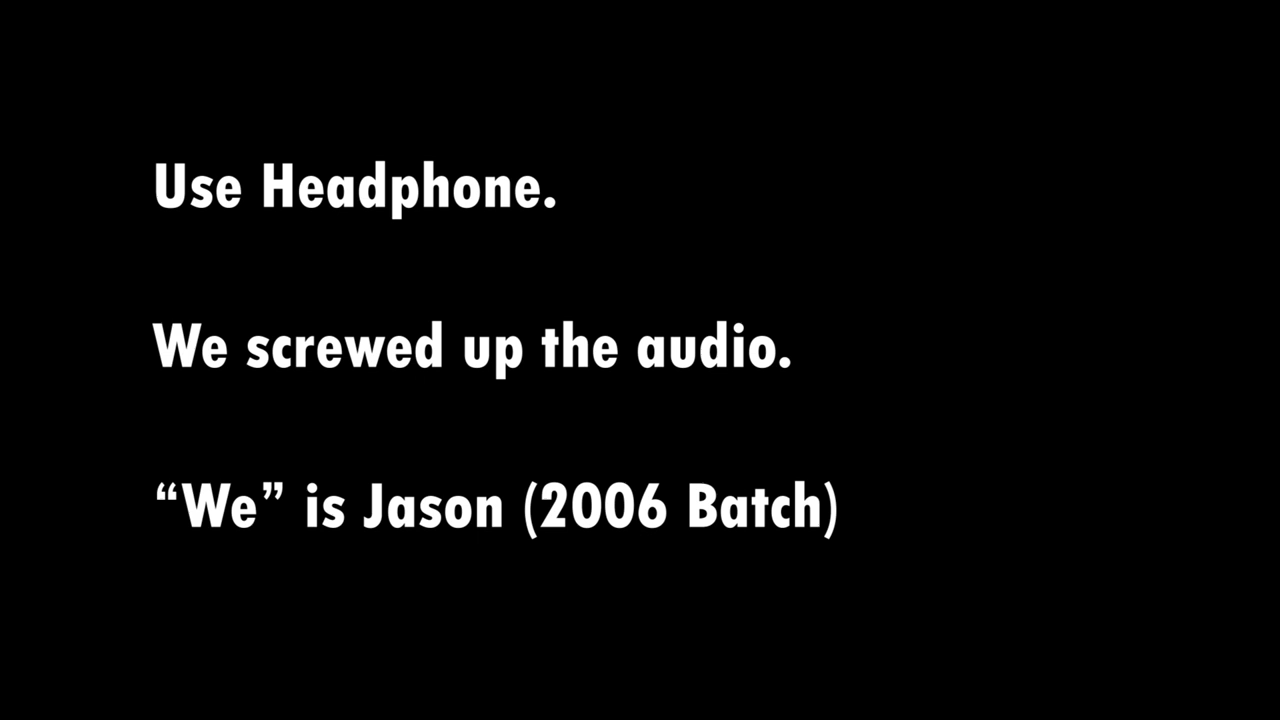 Use Headphone.
We screwed up the audio.
“We” is Jason (2006 Batch)